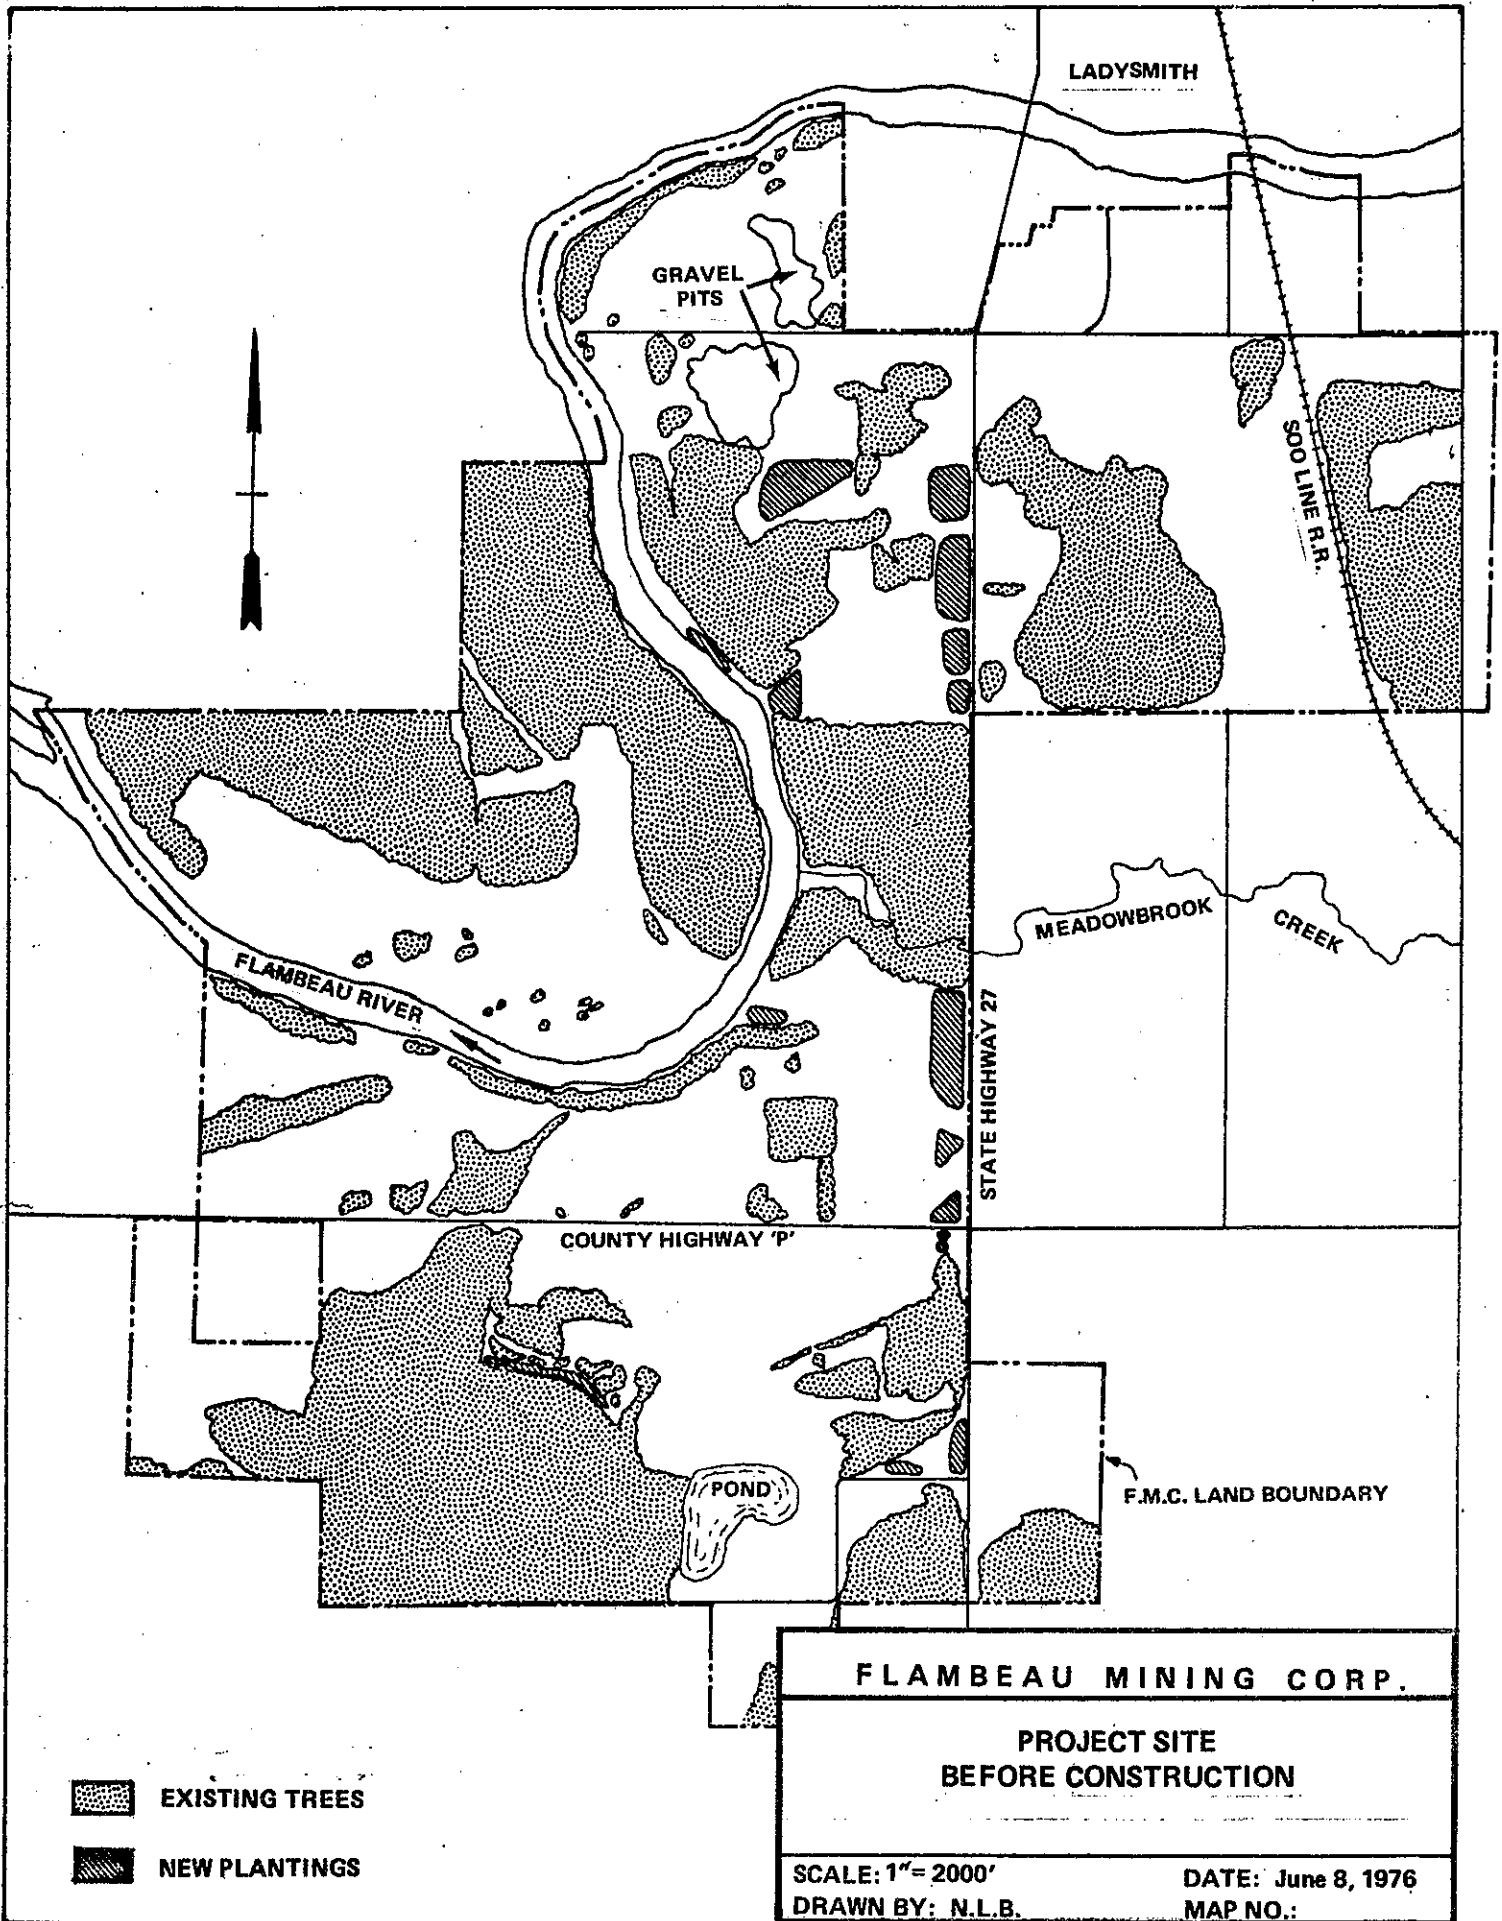 LADYSMITH
GRAVEL
PITS
SOO LINE R.R.
MEADOWBROOK CREEK
FLAMBEAU RIVER
STATE HIGHWAY 27
COUNTY HIGHWAY 'P'
POND
F.M.C. LAND BOUNDARY
FLAMBEAU MINING CORP.
PROJECT SITE
BEFORE CONSTRUCTION
EXISTING TREES
NEW PLANTINGS
SCALE: 1"= 2000' DATE: June 8, 1976
DRAWN BY: N.L.B. MAP NO.: